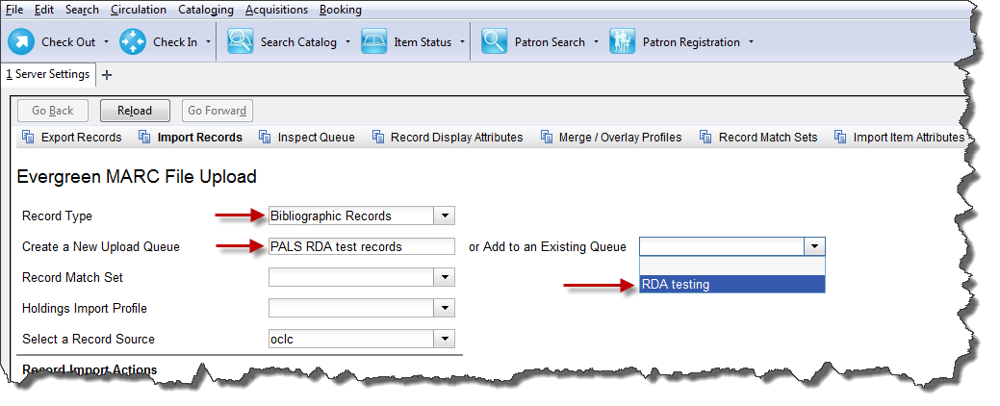 File Edit Search Circulation Cataloging Acquisitions Booking
Check Out Check In Search Catalog Item Status Patron Search Patron Registration
1 Server Settings +
Go Back Reload Go Forward
Export Records Import Records Inspect Queue Record Display Attributes Merge / Overlay Profiles Record Match Sets Import Item Attributes
Evergreen MARC File Upload
Record Type Bibliographic Records
Create a New Upload Queue PALS RDA test records or Add to an Existing Queue
RDA testing
Record Match Set
Holdings Import Profile
Select a Record Source oclc
Record Import Actions